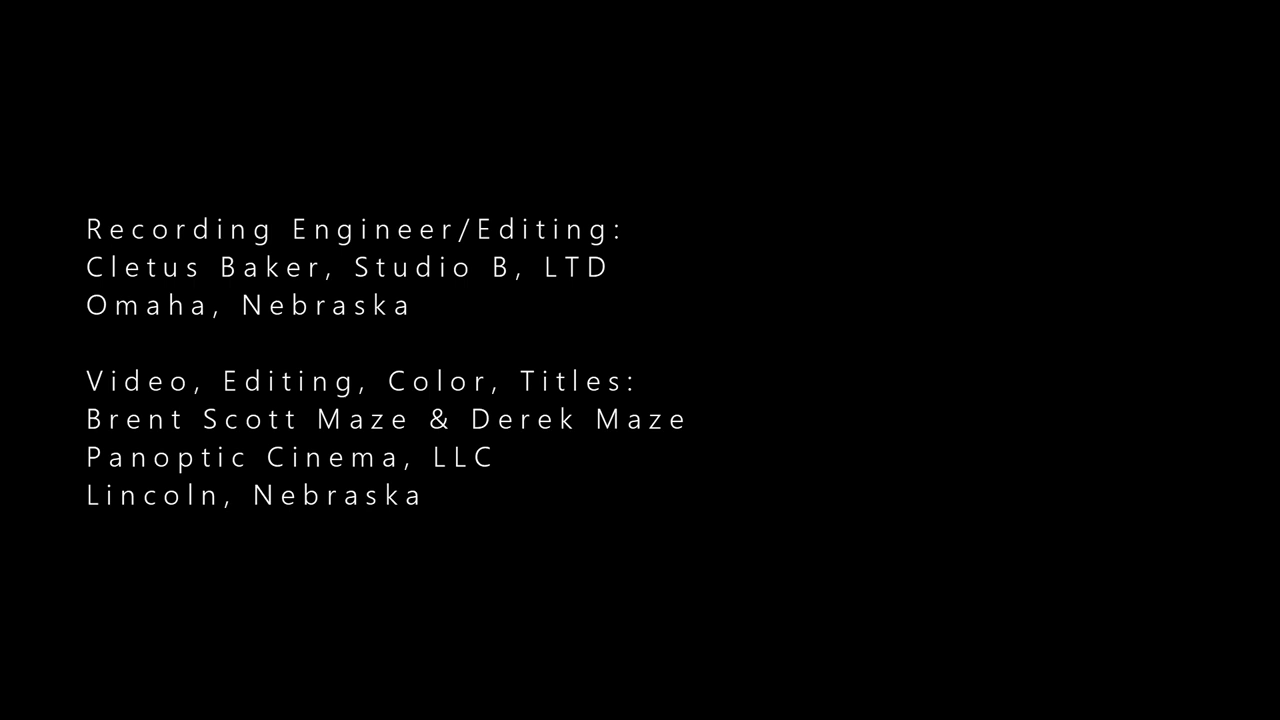 Recording Engineer/Editing:
Cletus Baker, Studio B, LTD
Omaha, Nebraska
Video, Editing, Color, Titles:
Brent Scott Maze & Derek Maze
Panoptic Cinema, LLC
Lincoln, Nebraska